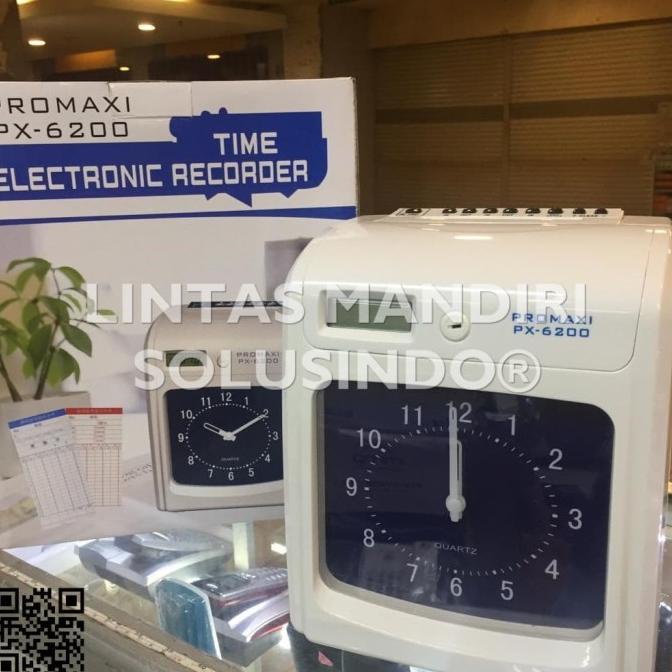 PROMAXI
PX-6200
TIME
ELECTRONIC RECORDER
LINTAS MANDIRI
SOLUSINDO®
PROMAXI
PX-6200
PROMAXI
PX-6200
11 12 1
10 2
9 3
8 4
7 6 5
QUARTZ
11 12 1
10 2
9 3
8 4
7 6 5
QUARTZ